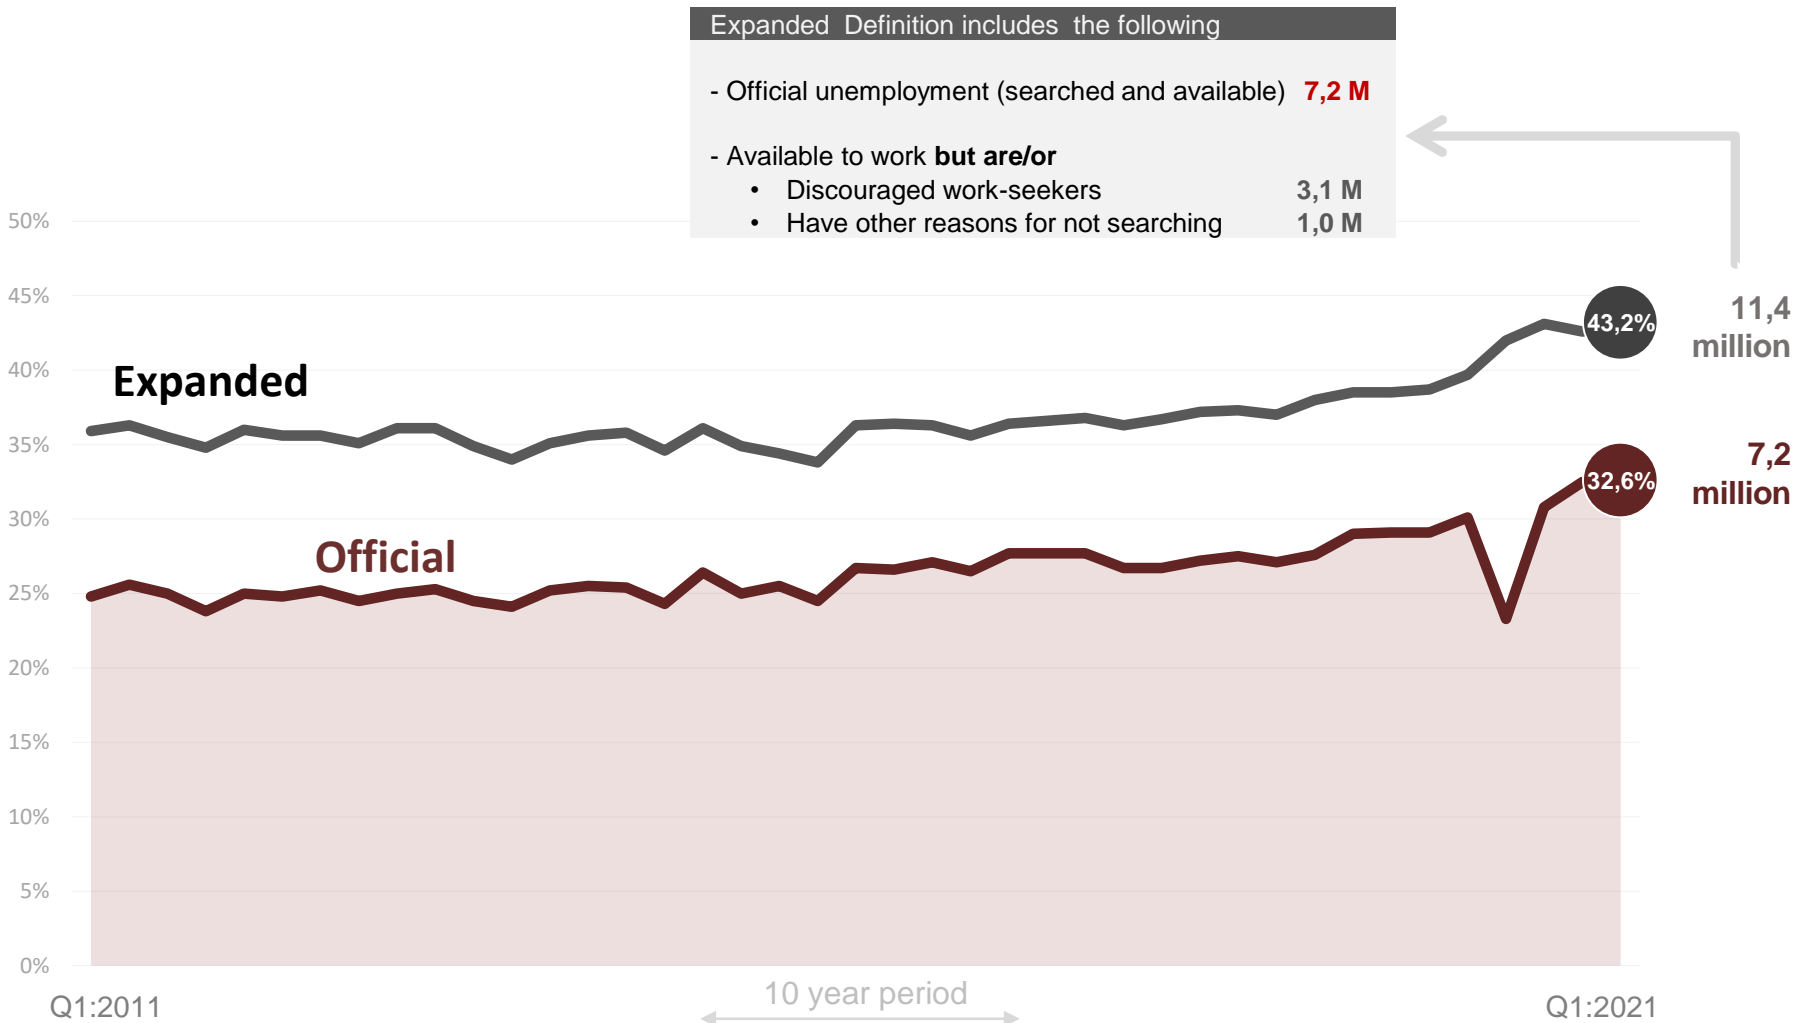 Expanded  Definition includes  the following
- Official unemployment (searched and available)  7,2 M
- Available to work but are/or
• Discouraged work-seekers 3,1 M
• Have other reasons for not searching 1,0 M
50%
45%
40%
35%
30%
25%
20%
15%
10%
5%
0%
Expanded
Official
43,2%
32,6%
11,4
million
7,2
million
Q1:2011
10 year period
Q1:2021